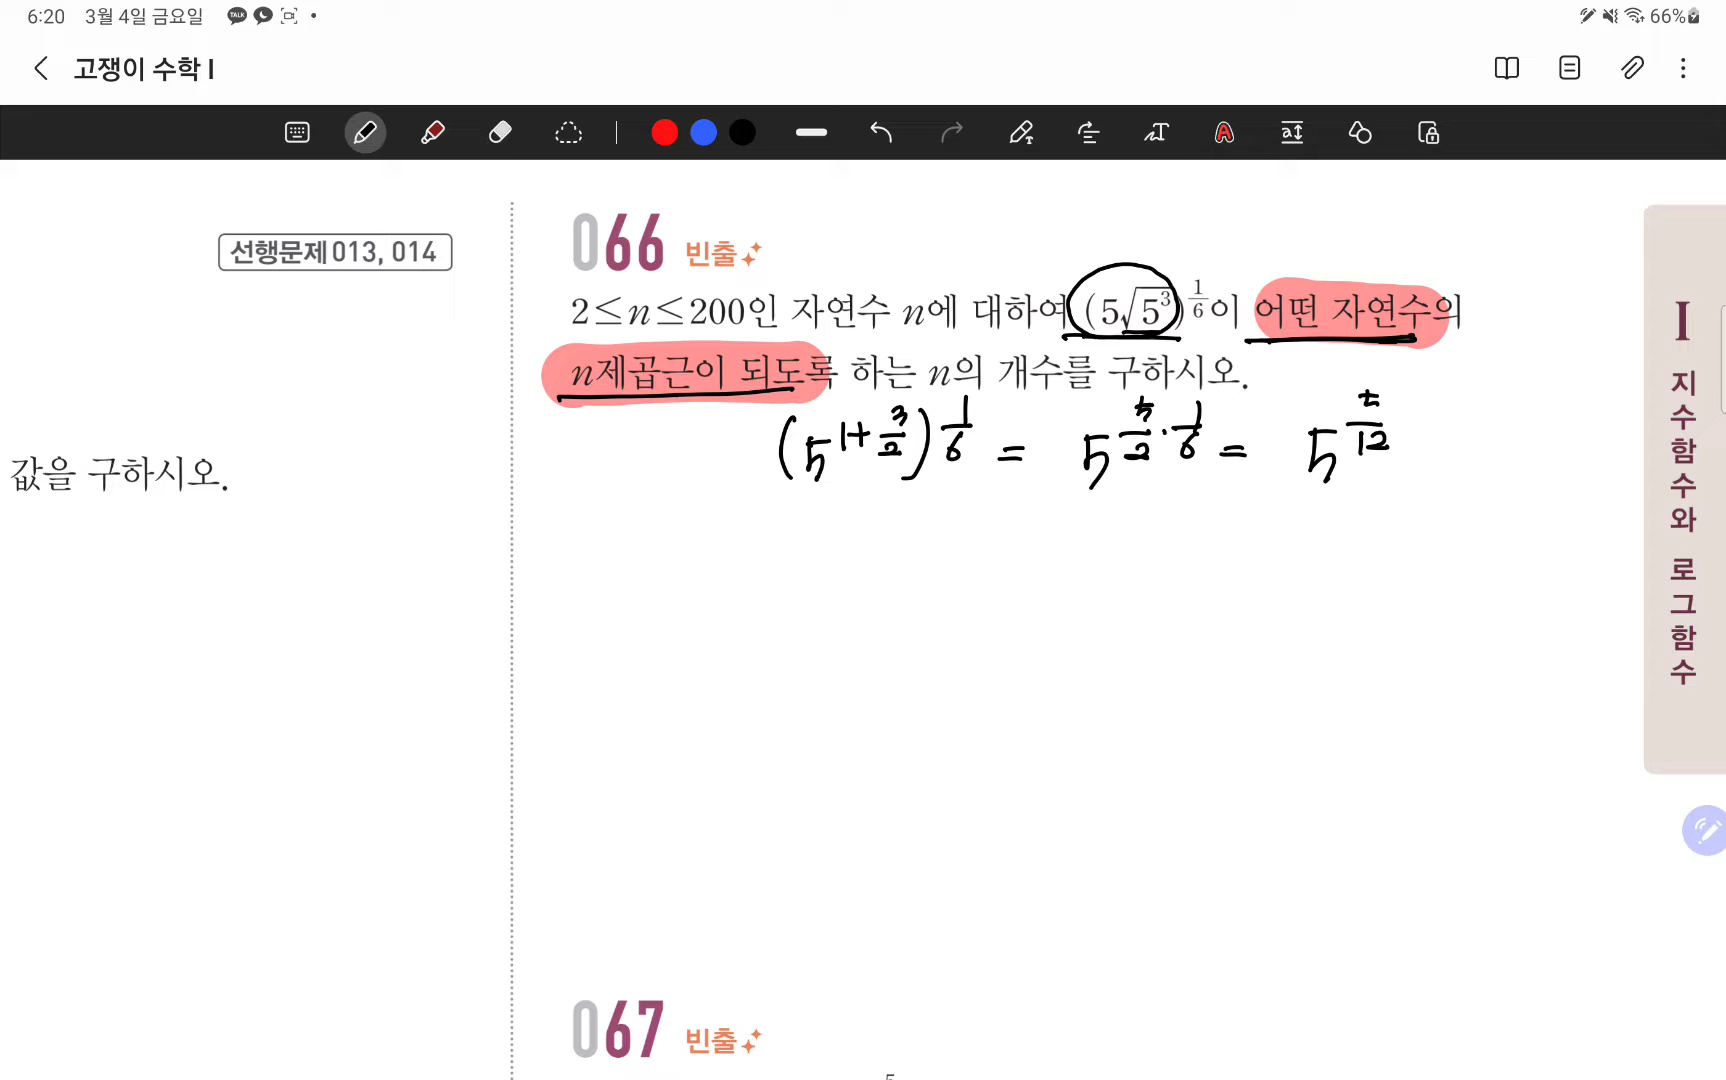 6:20 3월 4일 금요일
TALK
66%
고쟁이 수학 I
선행문제 013, 014
값을 구하시오.
066 빈출
2≤n≤200인 자연수 n에 대하여 (5√5³)^{1/6}이 어떤 자연수의
n제곱근이 되도록 하는 n의 개수를 구하시오.
(5^{1+3/2})^{1/6} = 5^{5/2·1/6} = 5^{5/12}
067 빈출
I 지수함수와 로그함수